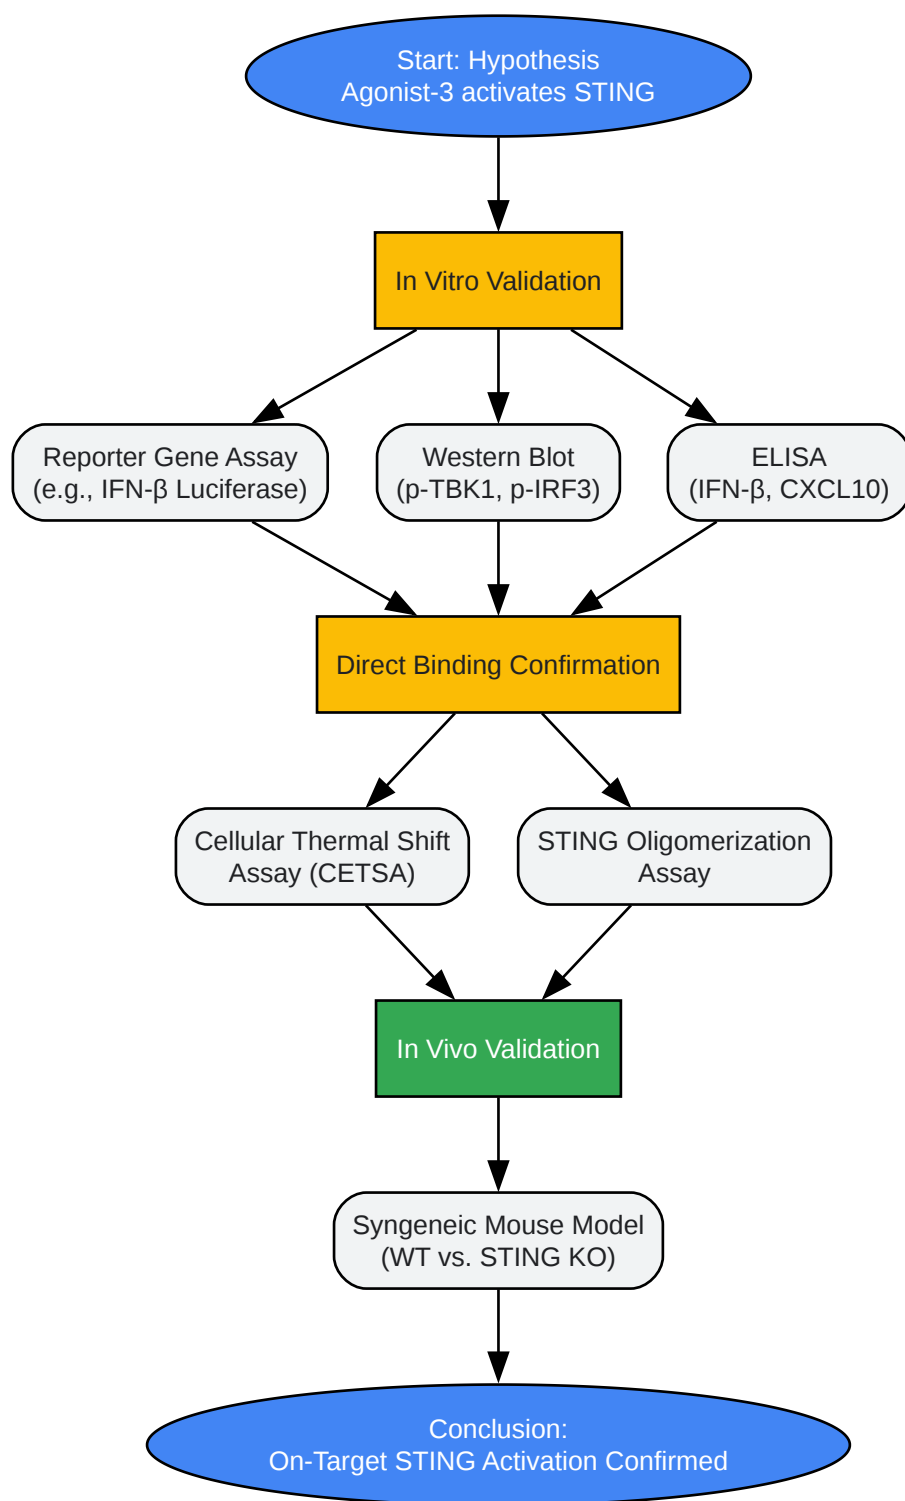 Start: Hypothesis
Agonist-3 activates STING
In Vitro Validation
Reporter Gene Assay
(e.g., IFN-β Luciferase)
Western Blot
(p-TBK1, p-IRF3)
ELISA
(IFN-β, CXCL10)
Direct Binding Confirmation
Cellular Thermal Shift
Assay (CETSA)
STING Oligomerization
Assay
In Vivo Validation
Syngeneic Mouse Model
(WT vs. STING KO)
Conclusion:
On-Target STING Activation Confirmed